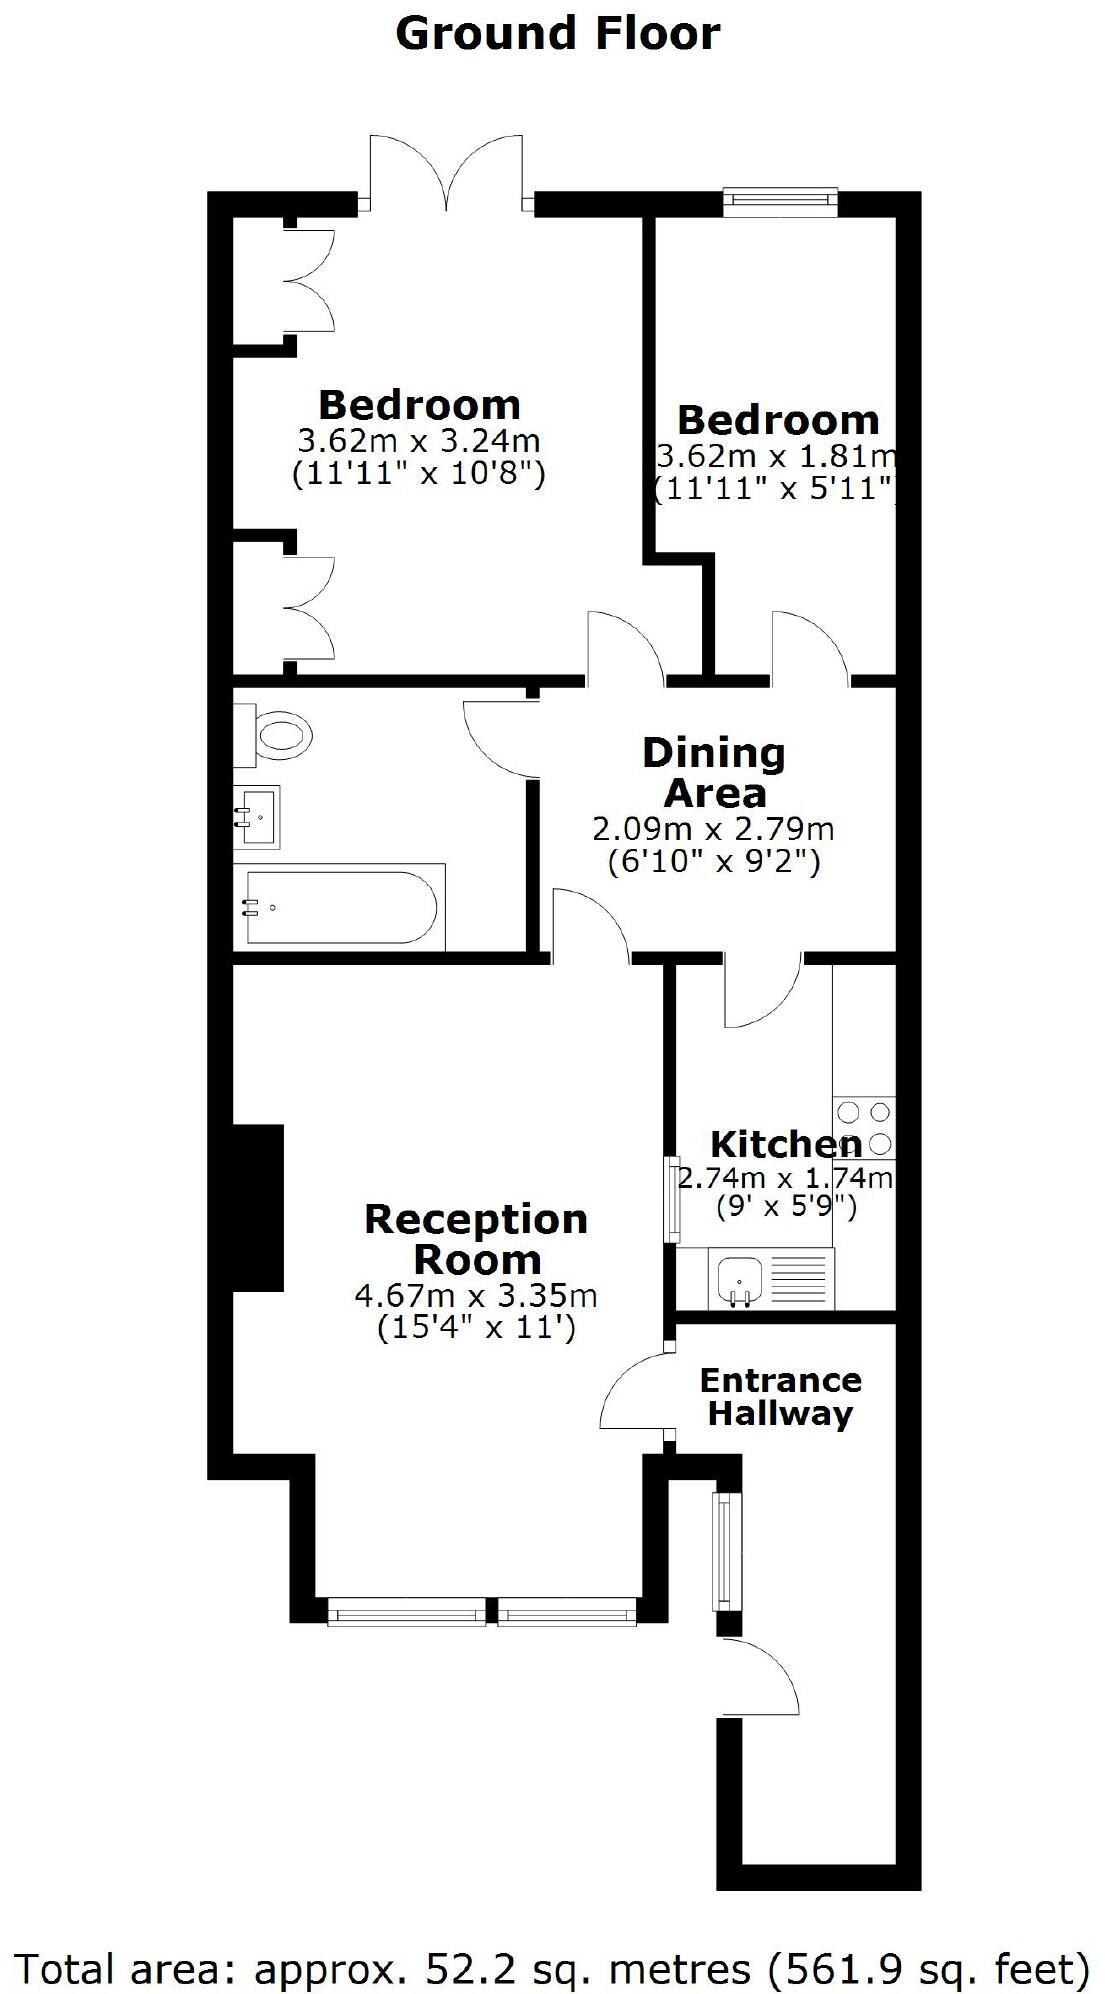 Ground Floor
Bedroom
3.62m x 3.24m
(11'11" x 10'8")
Bedroom
3.62m x 1.81m
(11'11" x 5'11")
Dining
Area
2.09m x 2.79m
(6'10" x 9'2")
Kitchen
2.74m x 1.74m
(9' x 5'9")
Reception
Room
4.67m x 3.35m
(15'4" x 11')
Entrance
Hallway
Total area: approx. 52.2 sq. metres (561.9 sq. feet)